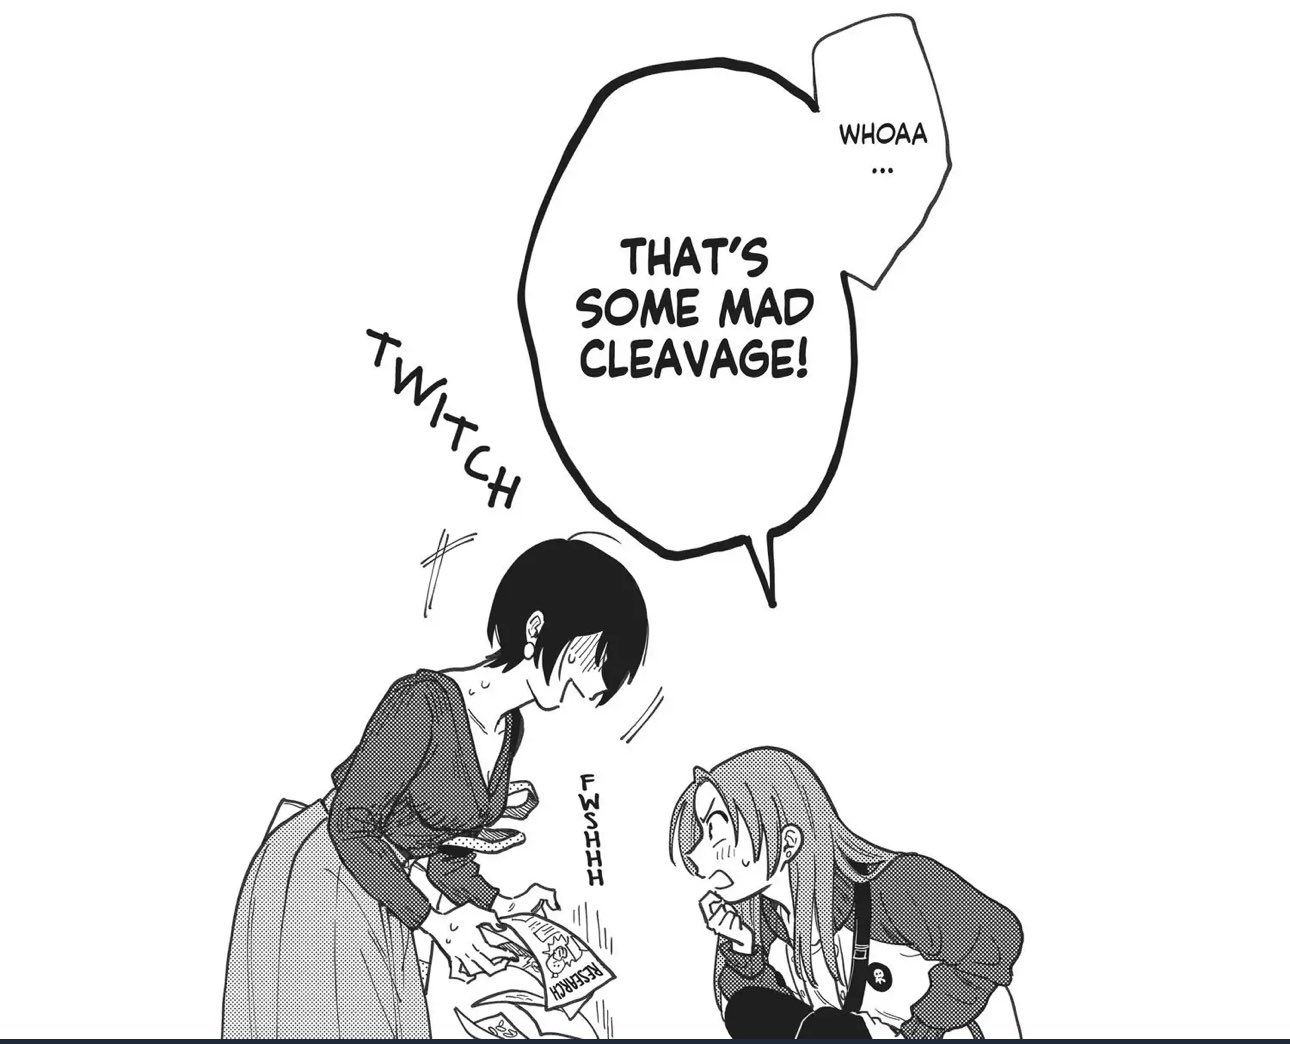 WHOAA
...
THAT'S
SOME MAD
CLEAVAGE!
TWITCH
FWSHHH
RESEARCH